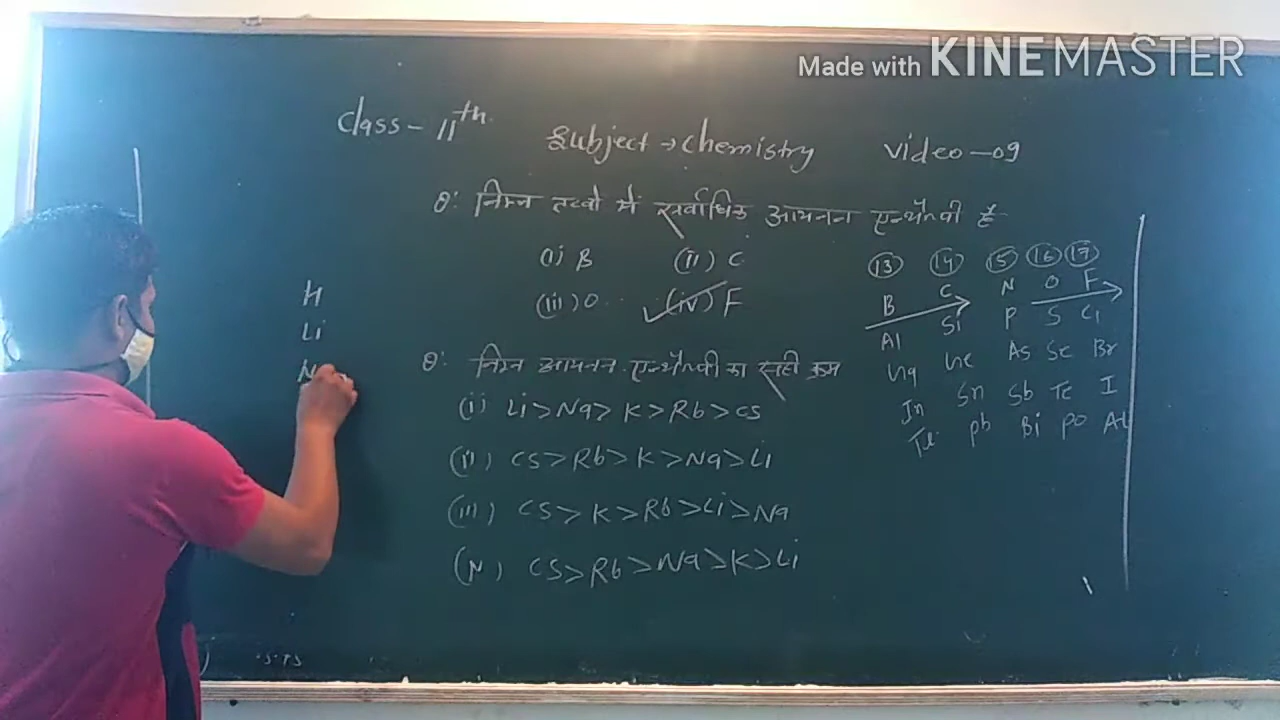 Made with KINEMASTER
Class - 11th Subject → Chemistry Video - 09
Q: निम्न तत्वों में सर्वाधिक आयनन एन्थैल्पी है
(i) B (ii) C
(iii) O (iv) F
Q: निम्न आयनन एन्थैल्पी का सही क्रम
(i) Li > Na > K > Rb > Cs
(ii) Cs > Rb > K > Na > Li
(iii) Cs > K > Rb > Li > Na
(iv) Cs > Rb > Na > K > Li
H
Li
N
13 14 15 16 17
B C N O F
Al Si P S Cl
As Se Br
In Sn Sb Te I
Pb Bi Po At